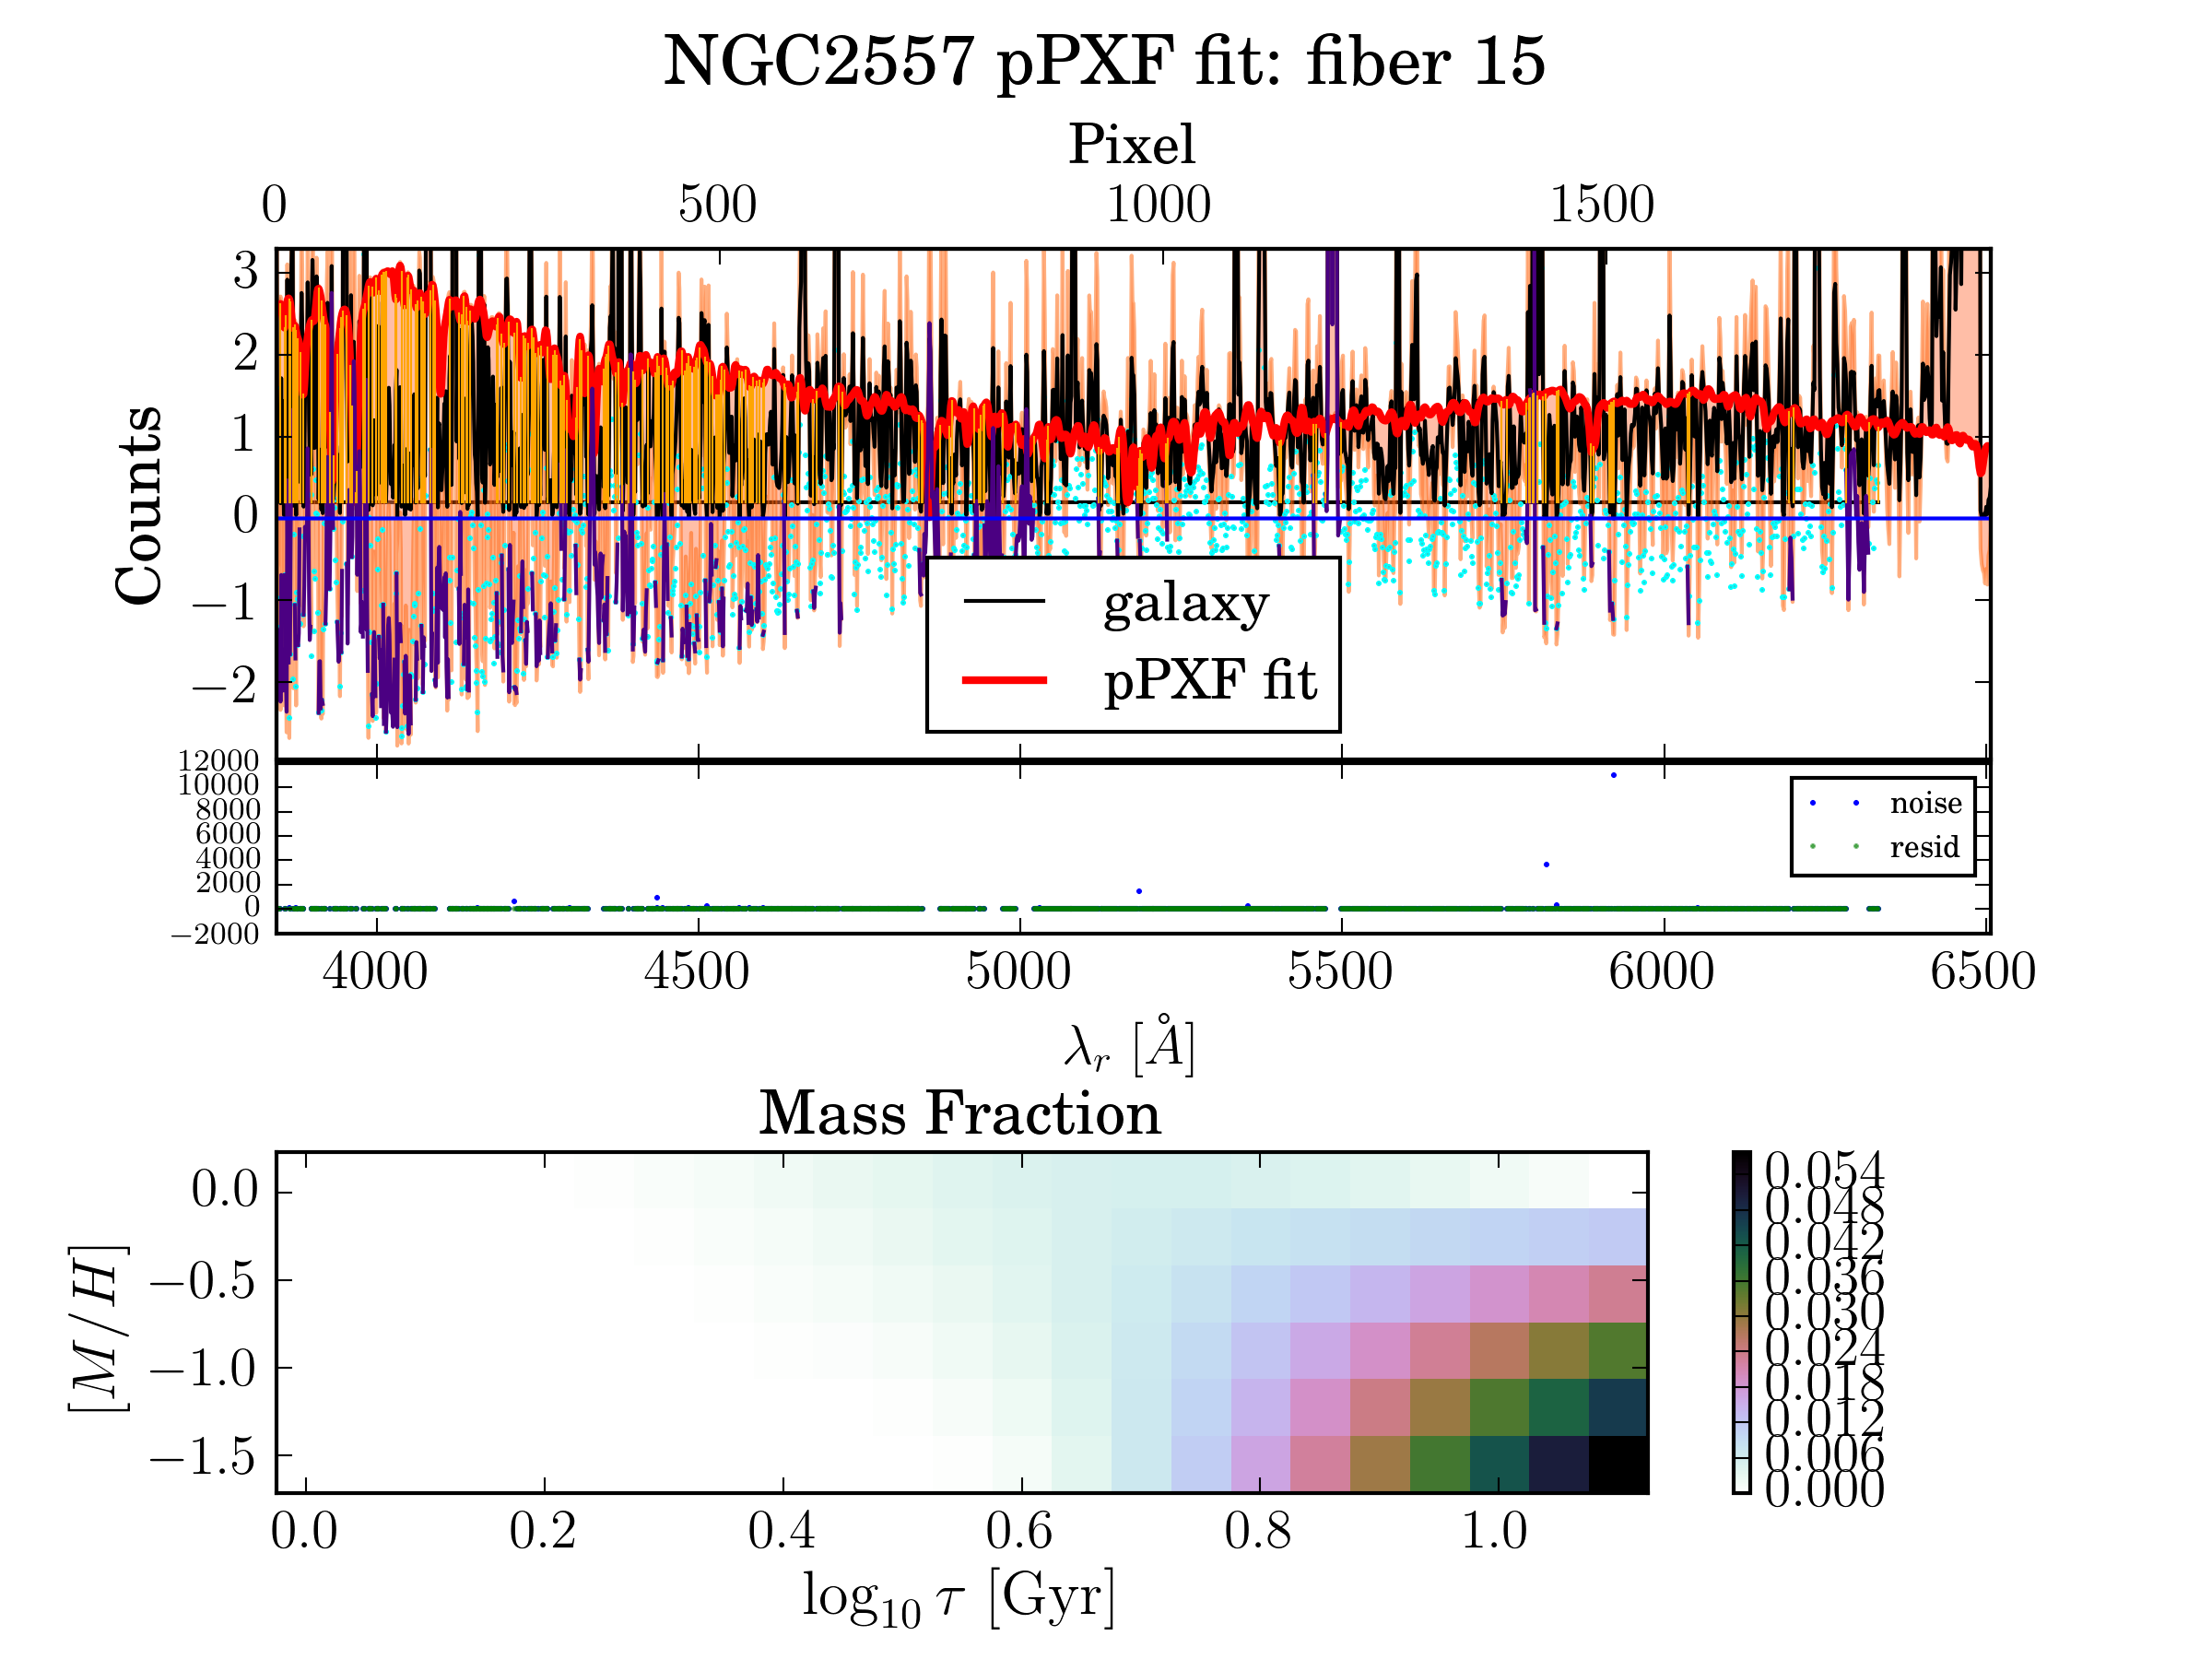 NGC2557 pPXF fit: fiber 15
Pixel
0 500 1000 1500
3
2
1
0
−1
−2
Counts
galaxy
pPXF fit
12000
10000
8000
6000
4000
2000
0
−2000
noise
resid
4000 4500 5000 5500 6000 6500
λr [Å]
Mass Fraction
0.0
−0.5
−1.0
−1.5
[M/H]
0.054
0.048
0.042
0.036
0.030
0.024
0.018
0.012
0.006
0.000
0.0 0.2 0.4 0.6 0.8 1.0
log10 τ [Gyr]